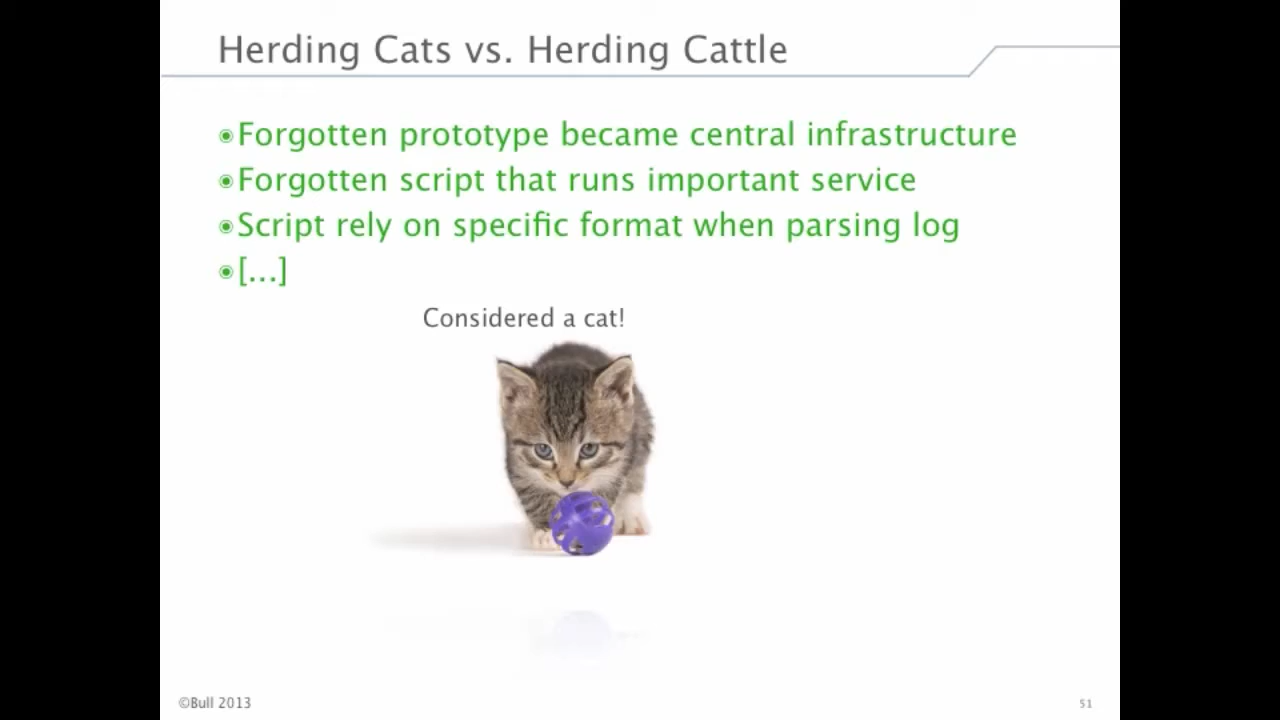 Herding Cats vs. Herding Cattle
Forgotten prototype became central infrastructure
Forgotten script that runs important service
Script rely on specific format when parsing log
[...]
Considered a cat!
©Bull 2013
51